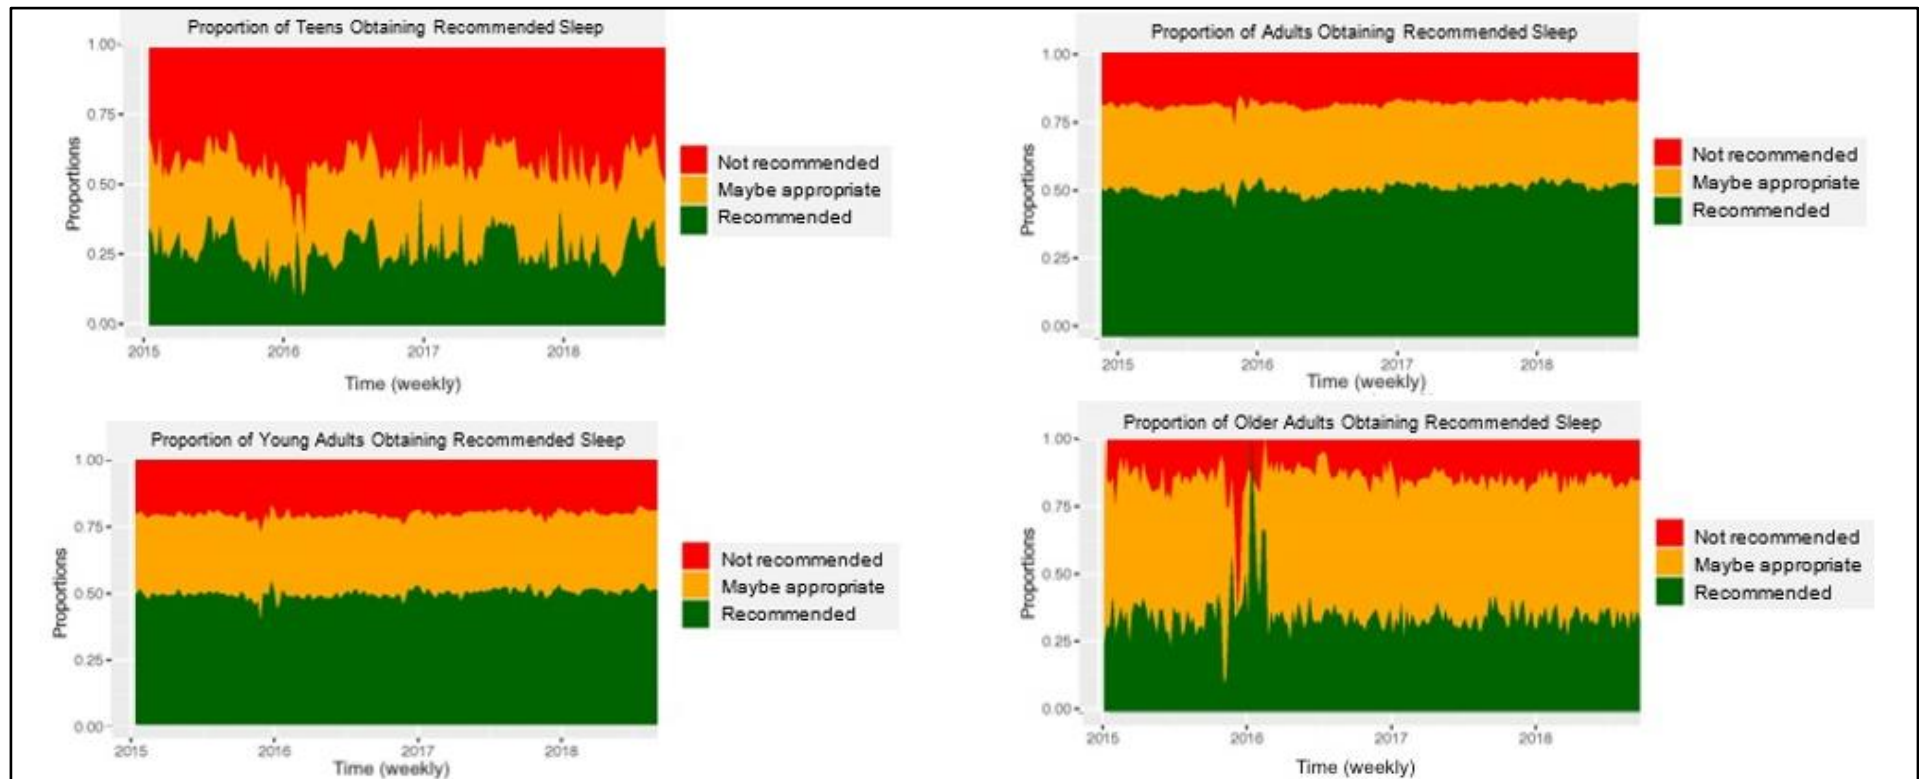 Proportion of Teens Obtaining Recommended Sleep
1.00
0.75
0.50
0.25
0.00
Proportions
2015 2016 2017 2018
Time (weekly)
Not recommended
Maybe appropriate
Recommended
Proportion of Adults Obtaining Recommended Sleep
1.00
0.75
0.50
0.25
0.00
Proportions
2015 2016 2017 2018
Time (weekly)
Not recommended
Maybe appropriate
Recommended
Proportion of Young Adults Obtaining Recommended Sleep
1.00
0.75
0.50
0.25
0.00
Proportions
2015 2016 2017 2018
Time (weekly)
Not recommended
Maybe appropriate
Recommended
Proportion of Older Adults Obtaining Recommended Sleep
1.00
0.75
0.50
0.25
0.00
Proportions
2015 2016 2017 2018
Time (weekly)
Not recommended
Maybe appropriate
Recommended